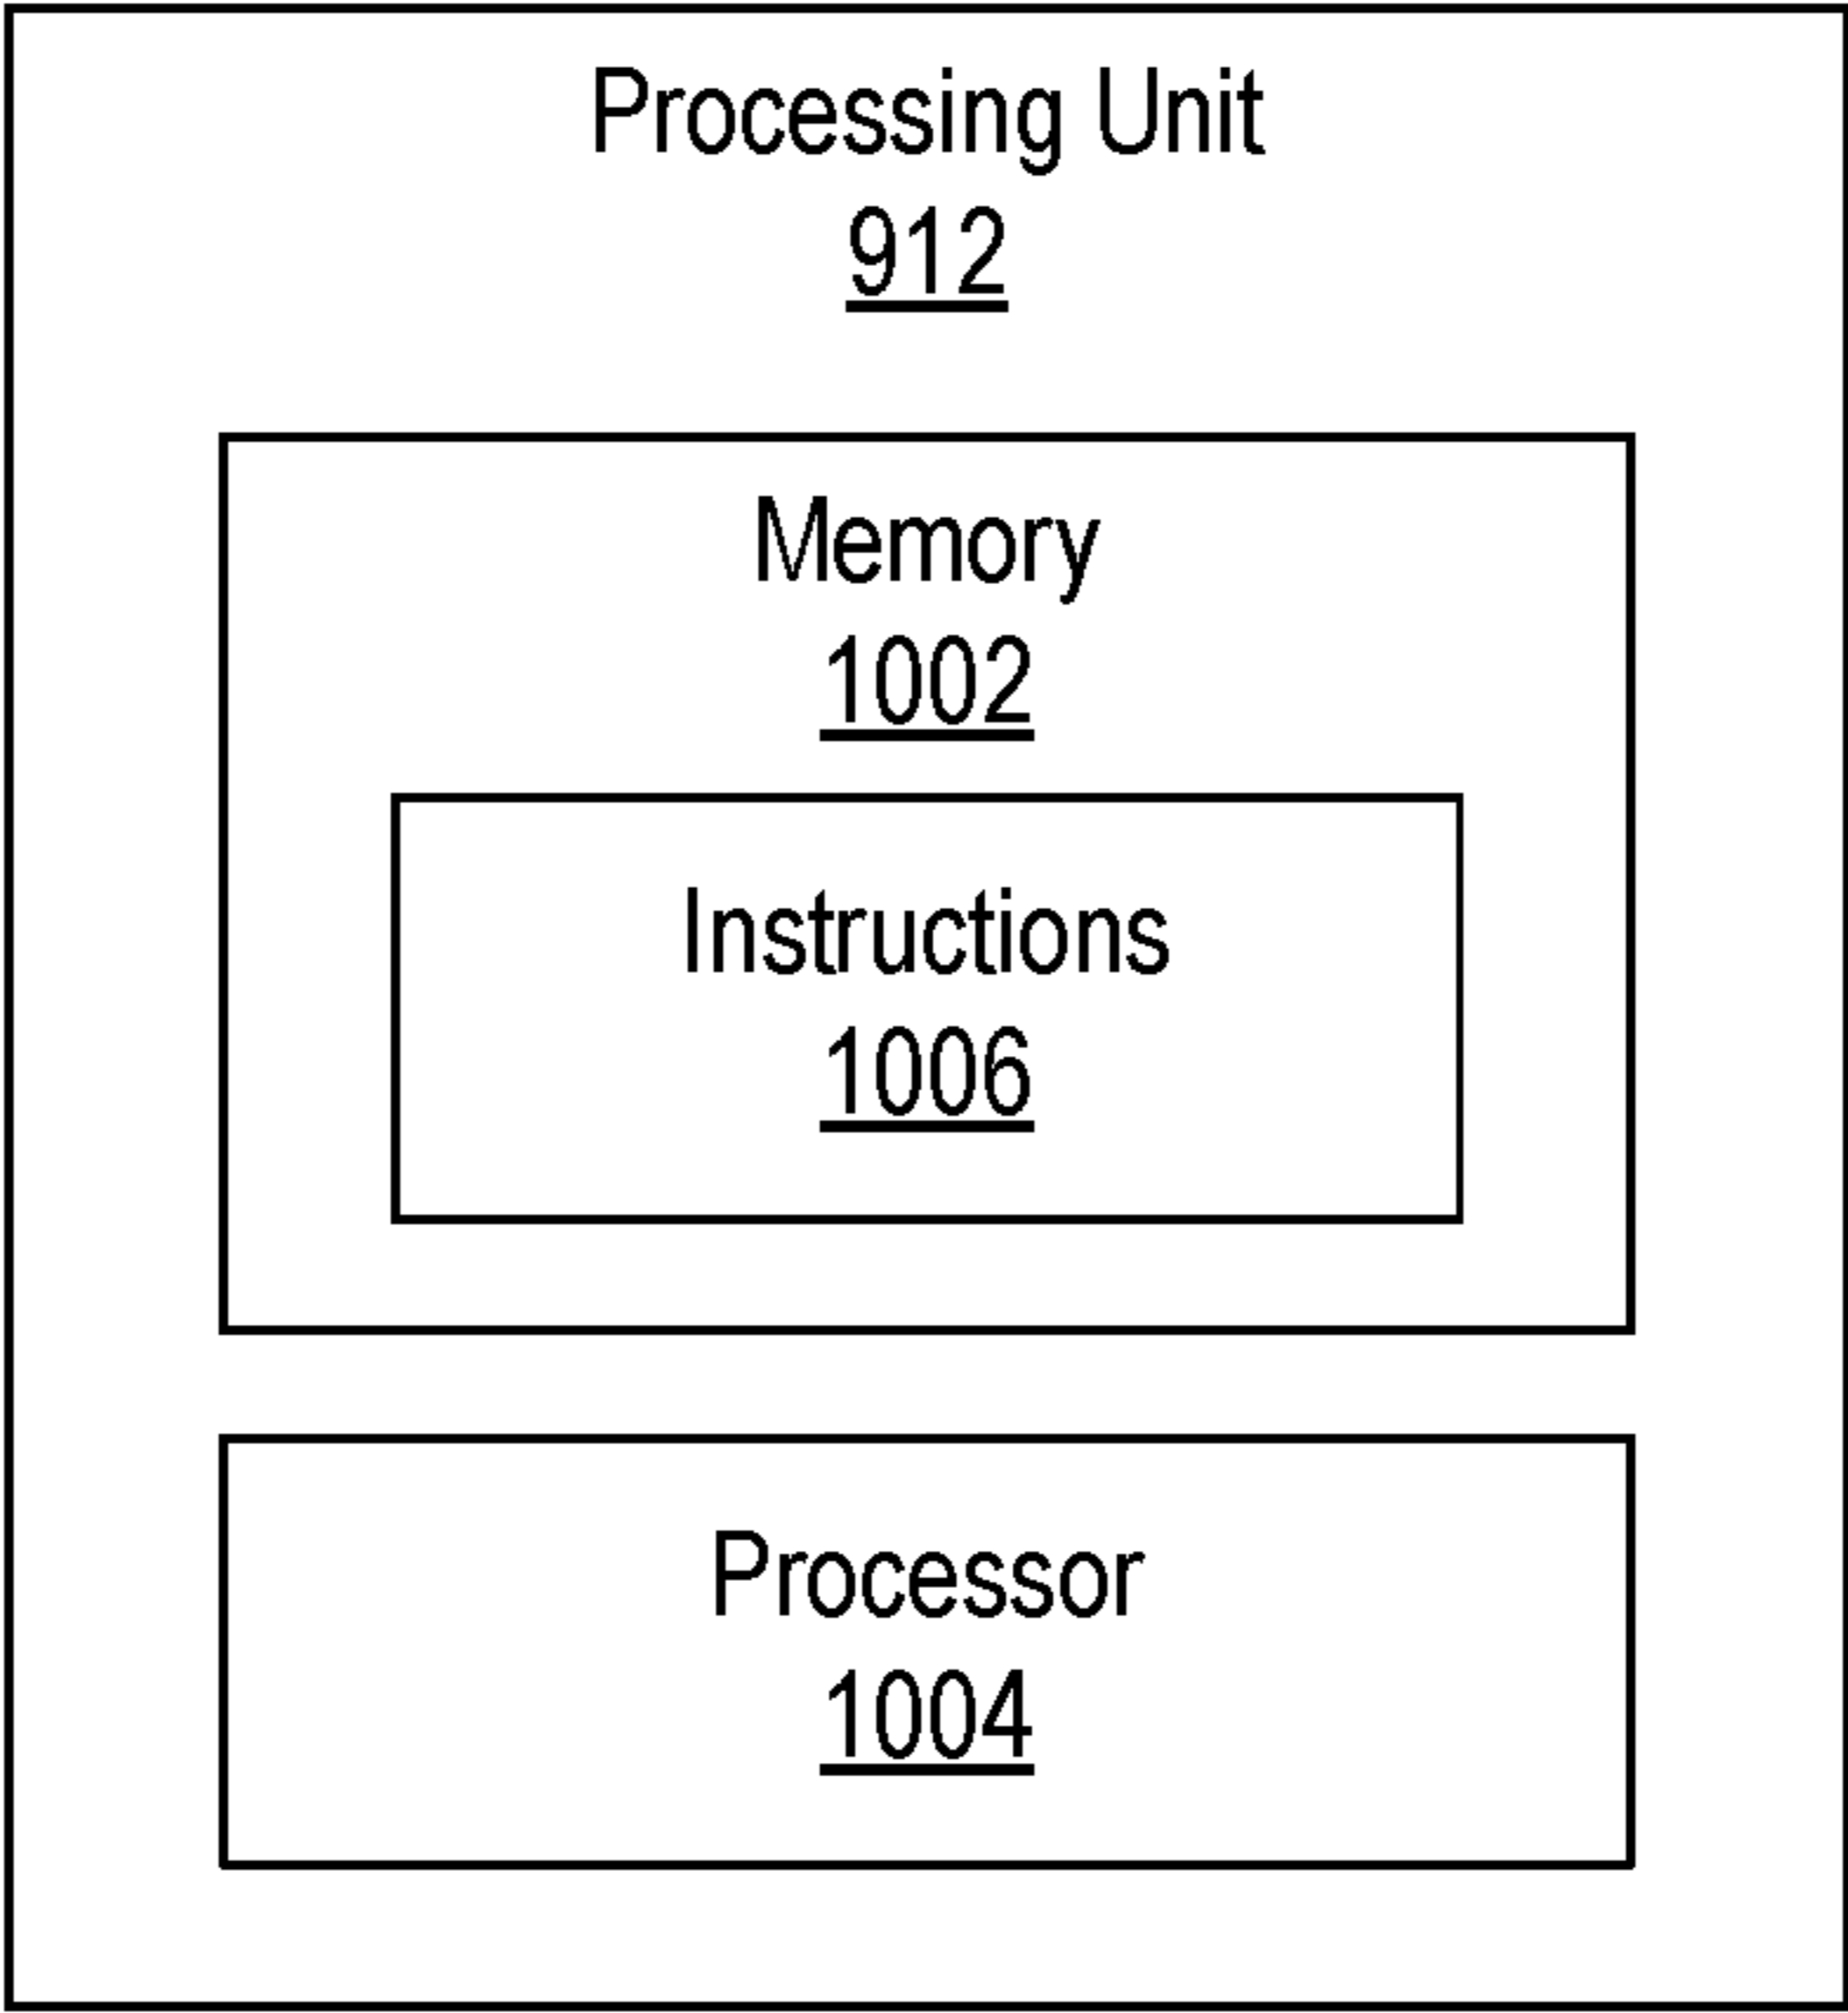 Processing Unit
912
Memory
1002
Instructions
1006
Processor
1004